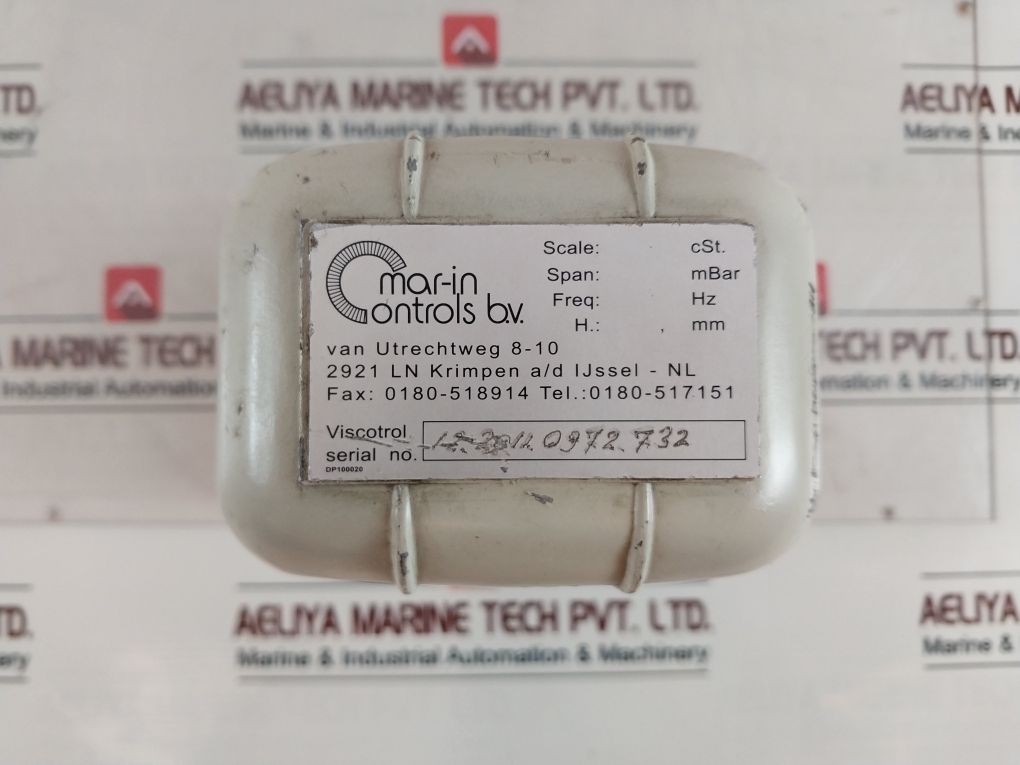 AELIYA MARINE TECH PVT. LTD.
Marine & Industrial Automation & Machinery
mar-in
Controls b.v.
Scale: cSt.
Span: mBar
Freq: Hz
H.: , mm
van Utrechtweg 8-10
2921 LN Krimpen a/d IJssel - NL
Fax: 0180-518914 Tel.:0180-517151
Viscotrol
serial no. 0972.732
DP100020
AELIYA MARINE TECH PVT. LTD.
Marine & Industrial Automation & Machinery